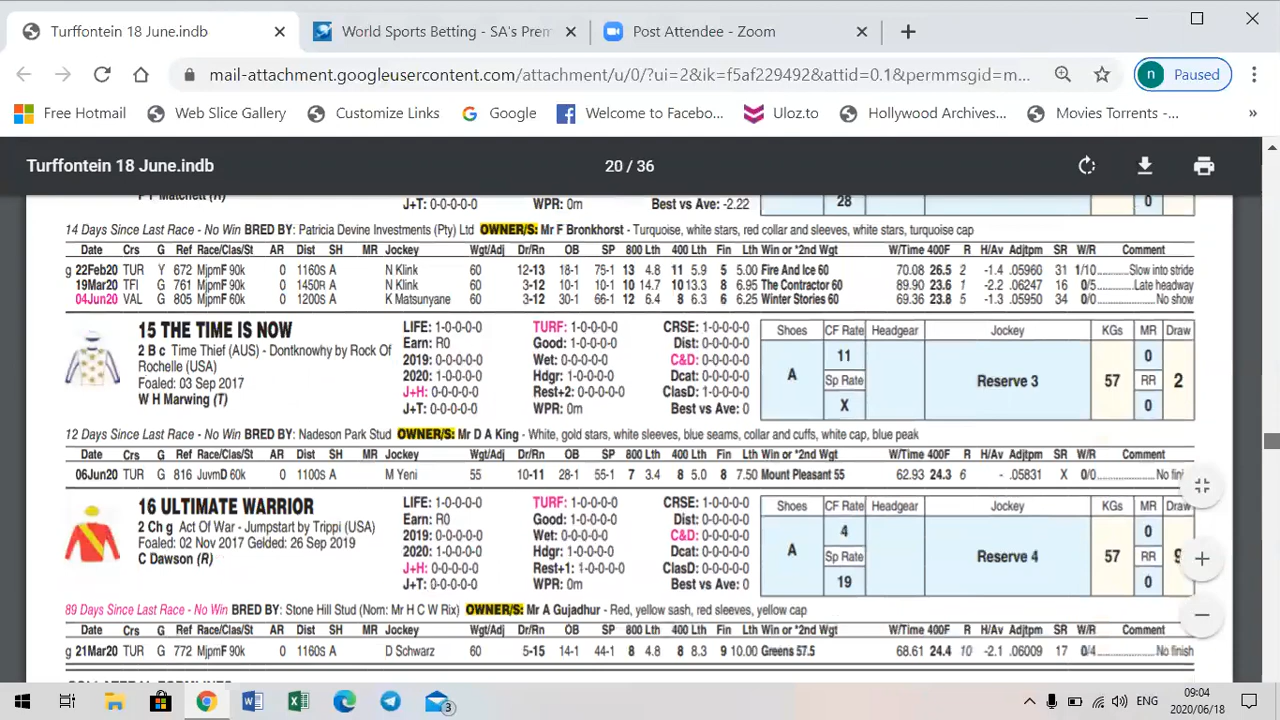 Turffontein 18 June.indb
World Sports Betting - SA's Prem
Post Attendee - Zoom
mail-attachment.googleusercontent.com/attachment/u/0/?ui=2&ik=f5af229492&attid=0.1&permmsgid=m...
n Paused
Free Hotmail Web Slice Gallery Customize Links Google Welcome to Facebo... Uloz.to Hollywood Archives... Movies Torrents -... »
Turffontein 18 June.indb 20 / 36
J+T: 0-0-0-0-0 WPR: 0m Best vs Ave: -2.22 28 0
14 Days Since Last Race - No Win BRED BY: Patricia Devine Investments (Pty) Ltd OWNER/S: Mr F Bronkhorst - Turquoise, white stars, red collar and sleeves, white stars, turquoise cap
Date Crs G Ref Race/Clas/St AR Dist SH MR Jockey Wgt/Adj Dr/Rn OB SP 800 Lth 400 Lth Fin Lth Win or *2nd Wgt W/Time 400F R H/Av Adjtpm SR W/R Comment
g 22Feb20 TUR Y 672 MjpmF 90k 0 1160S A N Klink 60 12-13 18-1 75-1 13 4.8 11 5.9 5 5.00 Fire And Ice 60 70.08 26.5 2 -1.4 .05960 31 1/10 Slow into stride
19Mar20 TFI G 761 MjpmF 90k 0 1450R A N Klink 60 3-12 10-1 10-1 10 14.7 10 13.3 8 6.95 The Contractor 60 89.90 23.6 1 -2.2 .06247 16 0/5 Late headway
04Jun20 VAL G 805 MjpmF 60k 0 1200S A K Matsunyane 60 3-12 30-1 66-1 12 6.4 8 6.3 6 6.25 Winter Stories 60 69.36 23.8 5 -1.3 .05950 34 0/0 No show
15 THE TIME IS NOW
2 B c Time Thief (AUS) - Dontknowhy by Rock Of
Rochelle (USA)
Foaled: 03 Sep 2017
W H Marwing (T)
LIFE: 1-0-0-0-0 TURF: 1-0-0-0-0 CRSE: 1-0-0-0-0
Earn: R0 Good: 1-0-0-0-0 Dist: 0-0-0-0-0
2019: 0-0-0-0-0 Wet: 0-0-0-0-0 C&D: 0-0-0-0-0
2020: 1-0-0-0-0 Hdgr: 1-0-0-0-0 Dcat: 0-0-0-0-0
J+H: 0-0-0-0-0 Rest+2: 0-0-0-0-0 ClasD: 1-0-0-0-0
J+T: 0-0-0-0-0 WPR: 0m Best vs Ave: 0
Shoes CF Rate Headgear Jockey KGs MR Draw
11 0
A Sp Rate Reserve 3 57 RR 2
X 0
12 Days Since Last Race - No Win BRED BY: Nadeson Park Stud OWNER/S: Mr D A King - White, gold stars, white sleeves, blue seams, collar and cuffs, white cap, blue peak
Date Crs G Ref Race/Clas/St AR Dist SH MR Jockey Wgt/Adj Dr/Rn OB SP 800 Lth 400 Lth Fin Lth Win or *2nd Wgt W/Time 400F R H/Av Adjtpm SR W/R Comment
06Jun20 TUR G 816 JuvmD 60k 0 1100S A M Yeni 55 10-11 28-1 55-1 7 3.4 8 5.0 8 7.50 Mount Pleasant 55 62.93 24.3 6 - .05831 X 0/0 No fini
16 ULTIMATE WARRIOR
2 Ch g Act Of War - Jumpstart by Trippi (USA)
Foaled: 02 Nov 2017 Gelded: 26 Sep 2019
C Dawson (R)
LIFE: 1-0-0-0-0 TURF: 1-0-0-0-0 CRSE: 1-0-0-0-0
Earn: R0 Good: 1-0-0-0-0 Dist: 0-0-0-0-0
2019: 0-0-0-0-0 Wet: 0-0-0-0-0 C&D: 0-0-0-0-0
2020: 1-0-0-0-0 Hdgr: 1-0-0-0-0 Dcat: 0-0-0-0-0
J+H: 0-0-0-0-0 Rest+1: 1-0-0-0-0 ClasD: 0-0-0-0-0
J+T: 0-0-0-0-0 WPR: 0m Best vs Ave: 0
Shoes CF Rate Headgear Jockey KGs MR Draw
4 0
A Sp Rate Reserve 4 57 RR 9
19 0
89 Days Since Last Race - No Win BRED BY: Stone Hill Stud (Nom: Mr H C W Rix) OWNER/S: Mr A Gujadhur - Red, yellow sash, red sleeves, yellow cap
Date Crs G Ref Race/Clas/St AR Dist SH MR Jockey Wgt/Adj Dr/Rn OB SP 800 Lth 400 Lth Fin Lth Win or *2nd Wgt W/Time 400F R H/Av Adjtpm SR W/R Comment
g 21Mar20 TUR G 772 MjpmF 90k 0 1160S A D Schwarz 60 5-15 14-1 44-1 8 4.8 8 8.3 9 10.00 Greens 57.5 68.61 24.4 10 -2.1 .06009 17 0/4 No finish
3 ENG 09:04
2020/06/18